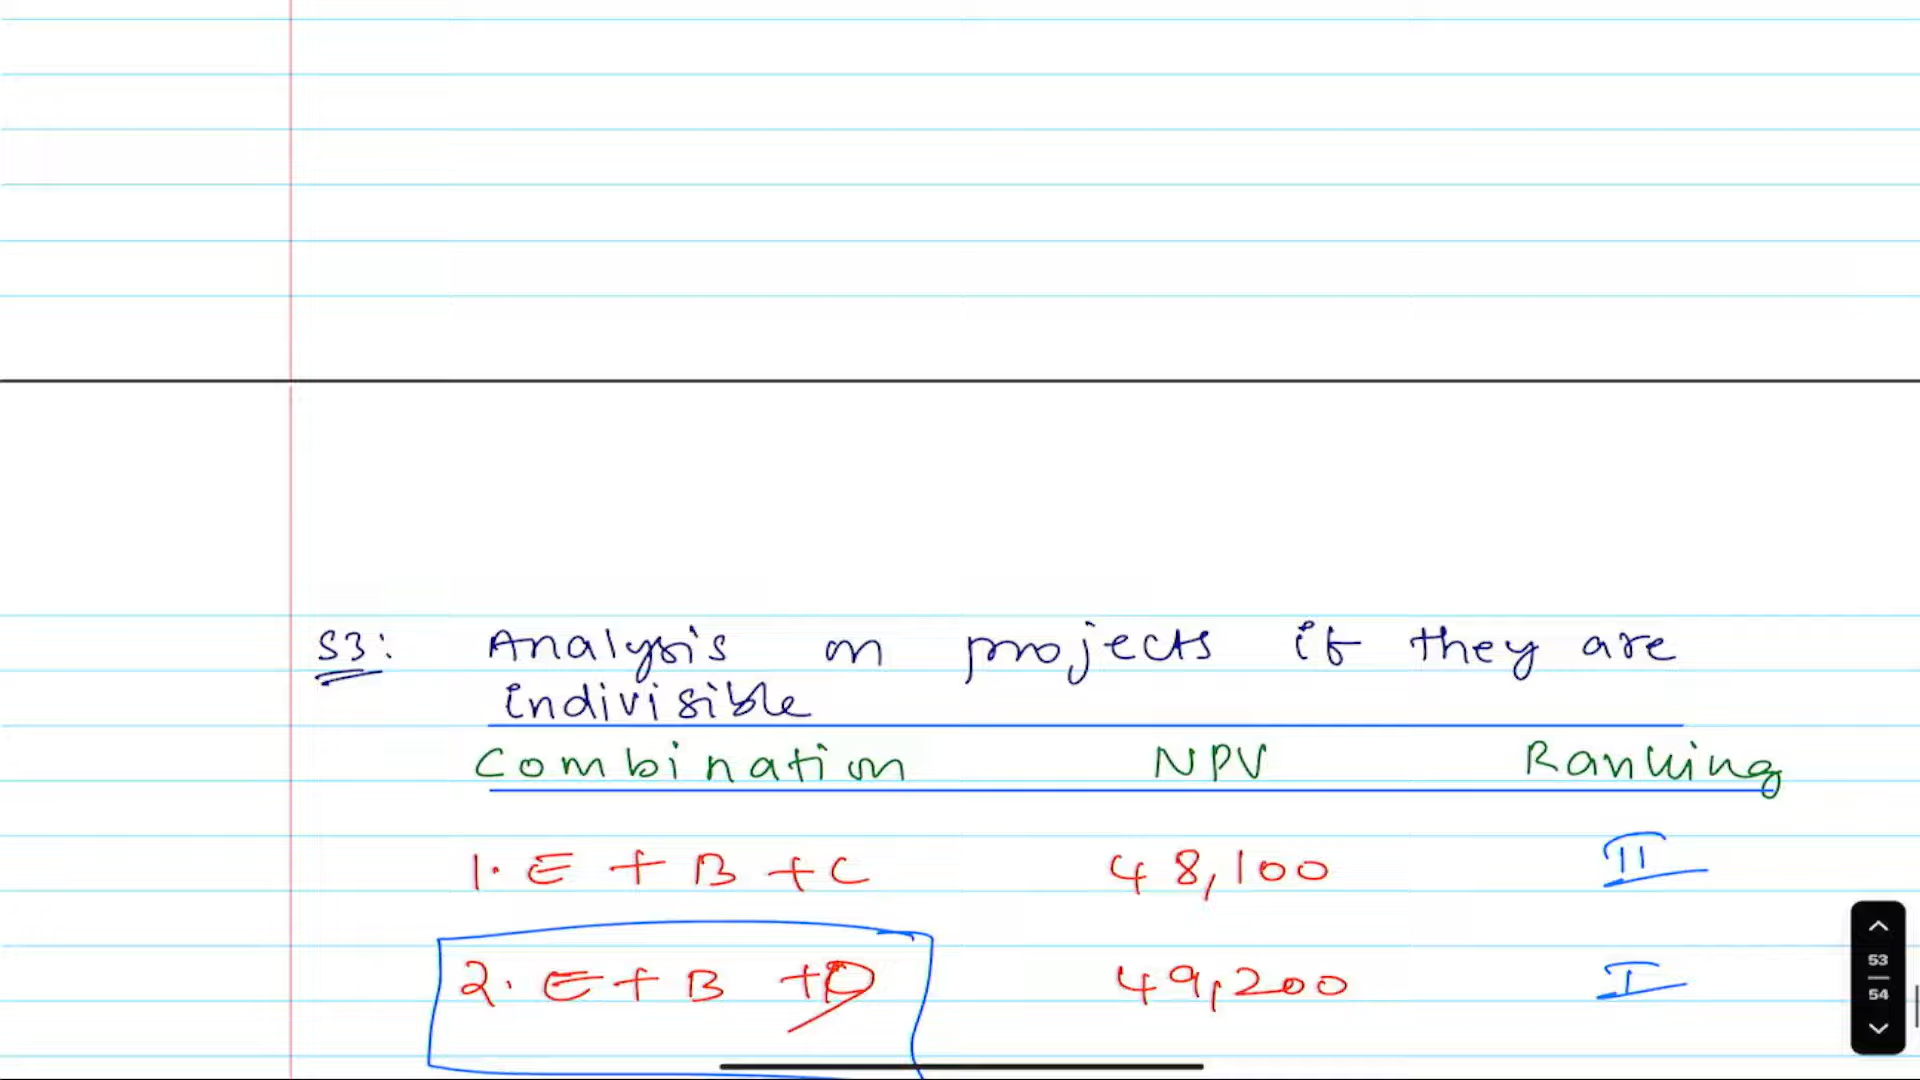 S3: Analysis on projects if they are
indivisible
Combination NPV Ranking
1. E + B + C 48,100 II
2. E + B + D 49,200 I
53
54